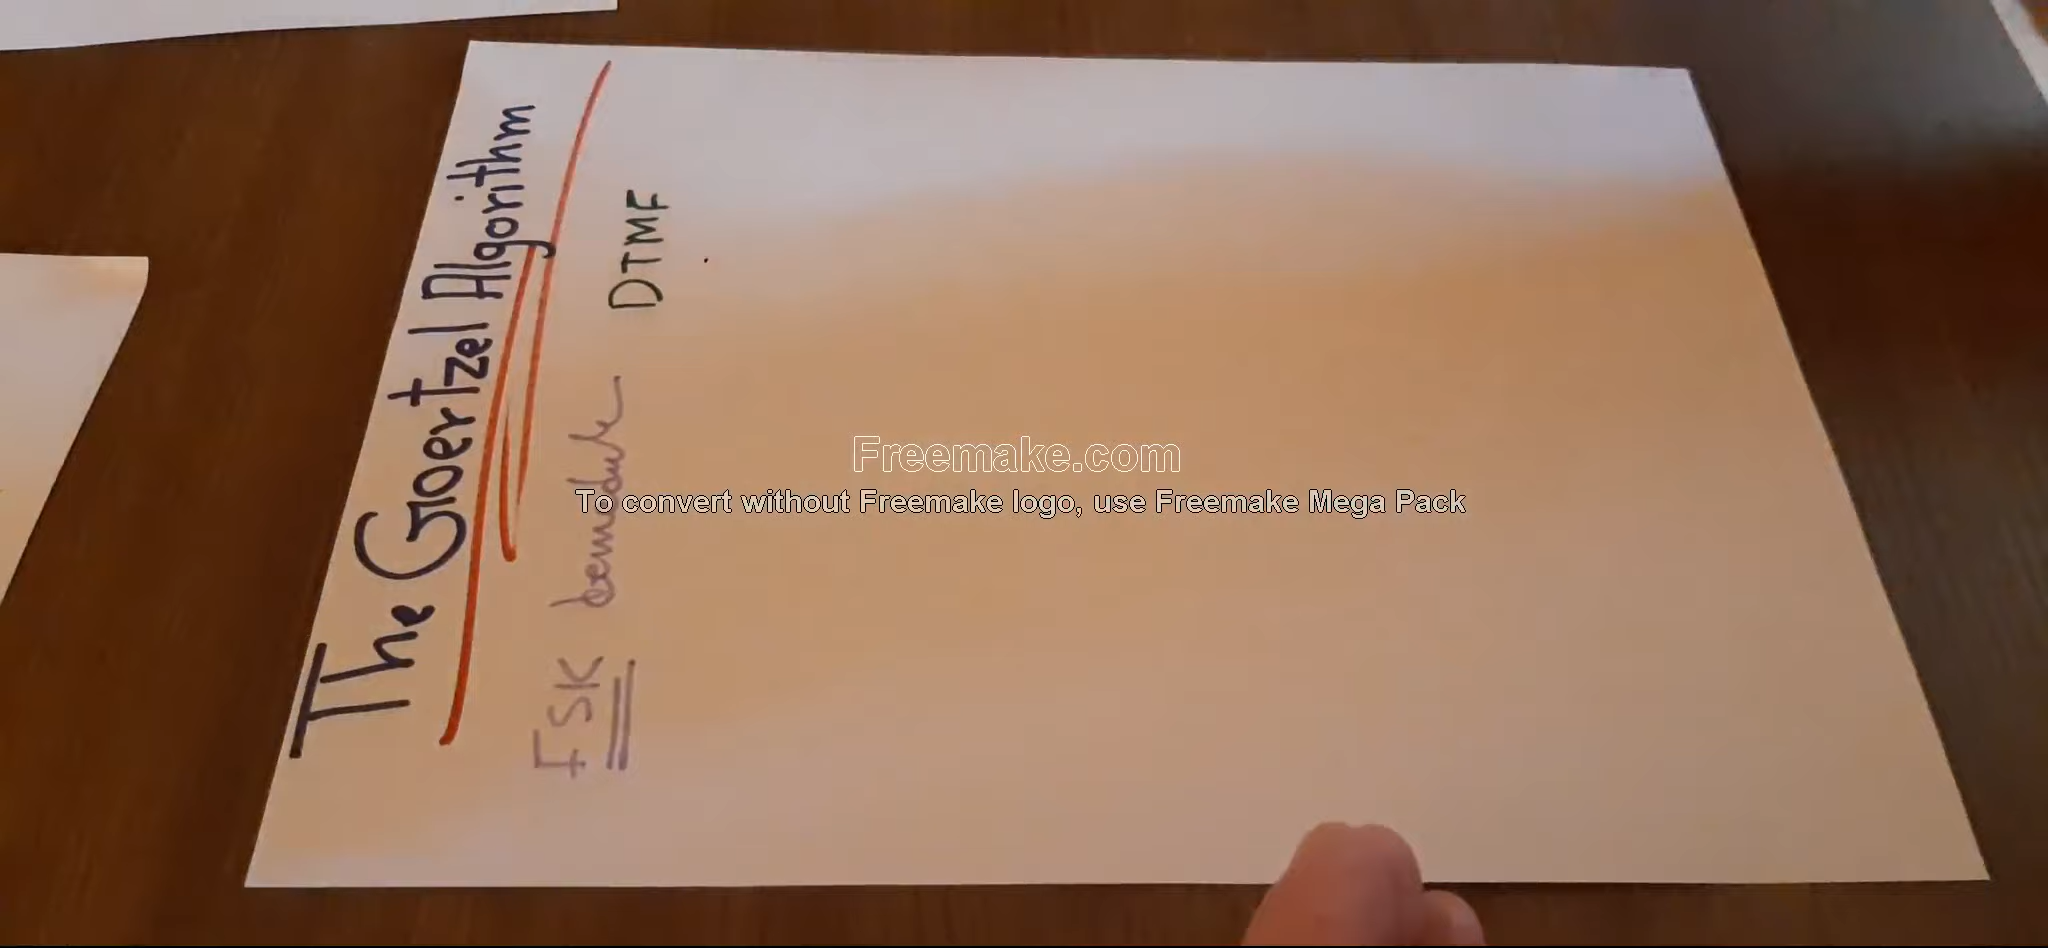 The Goertzel Algorithm
FSK demodule DTMF
Freemake.com
To convert without Freemake logo, use Freemake Mega Pack